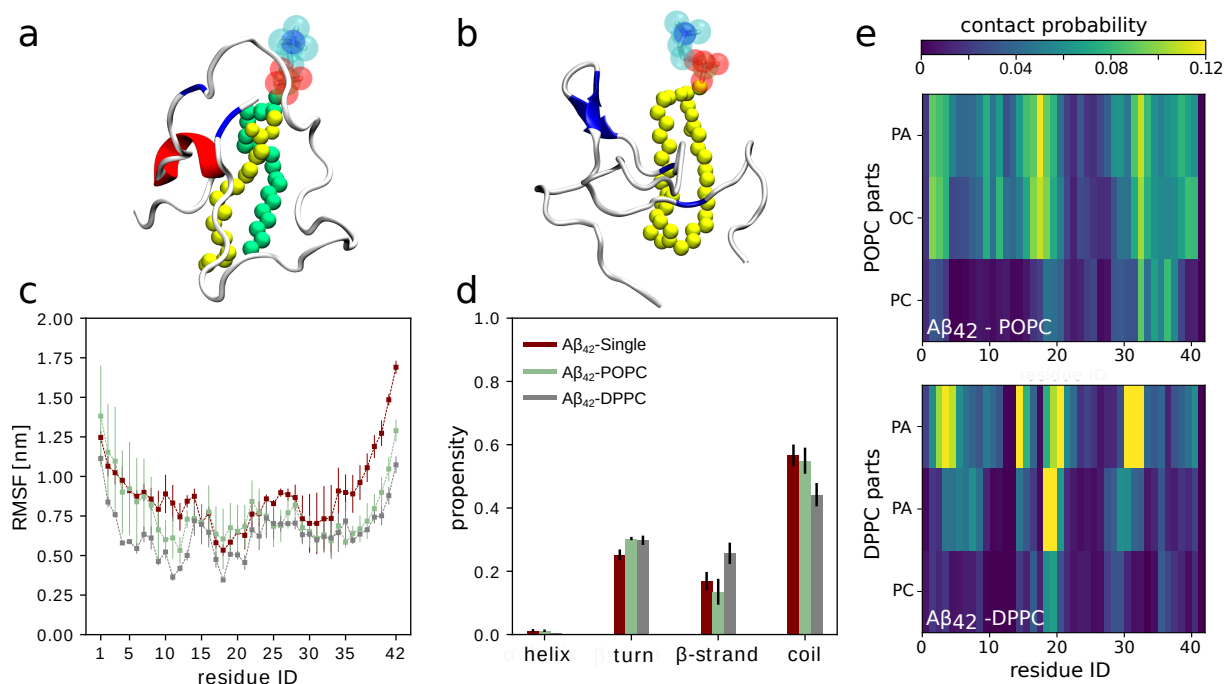 a
b
c
RMSF [nm]
2.00
1.75
1.50
1.25
1.00
0.75
0.50
0.25
0.00
1 5 10 15 20 25 30 35 42
residue ID
d
propensity
1.0
0.8
0.6
0.4
0.2
0.0
Aβ42-Single
Aβ42-POPC
Aβ42-DPPC
helix turn β-strand coil
e
contact probability
0 0.04 0.08 0.12
POPC parts
PA
OC
PC
Aβ42 - POPC
0 10 20 30 40
residue ID
DPPC parts
PA
PA
PC
Aβ42 -DPPC
0 10 20 30 40
residue ID